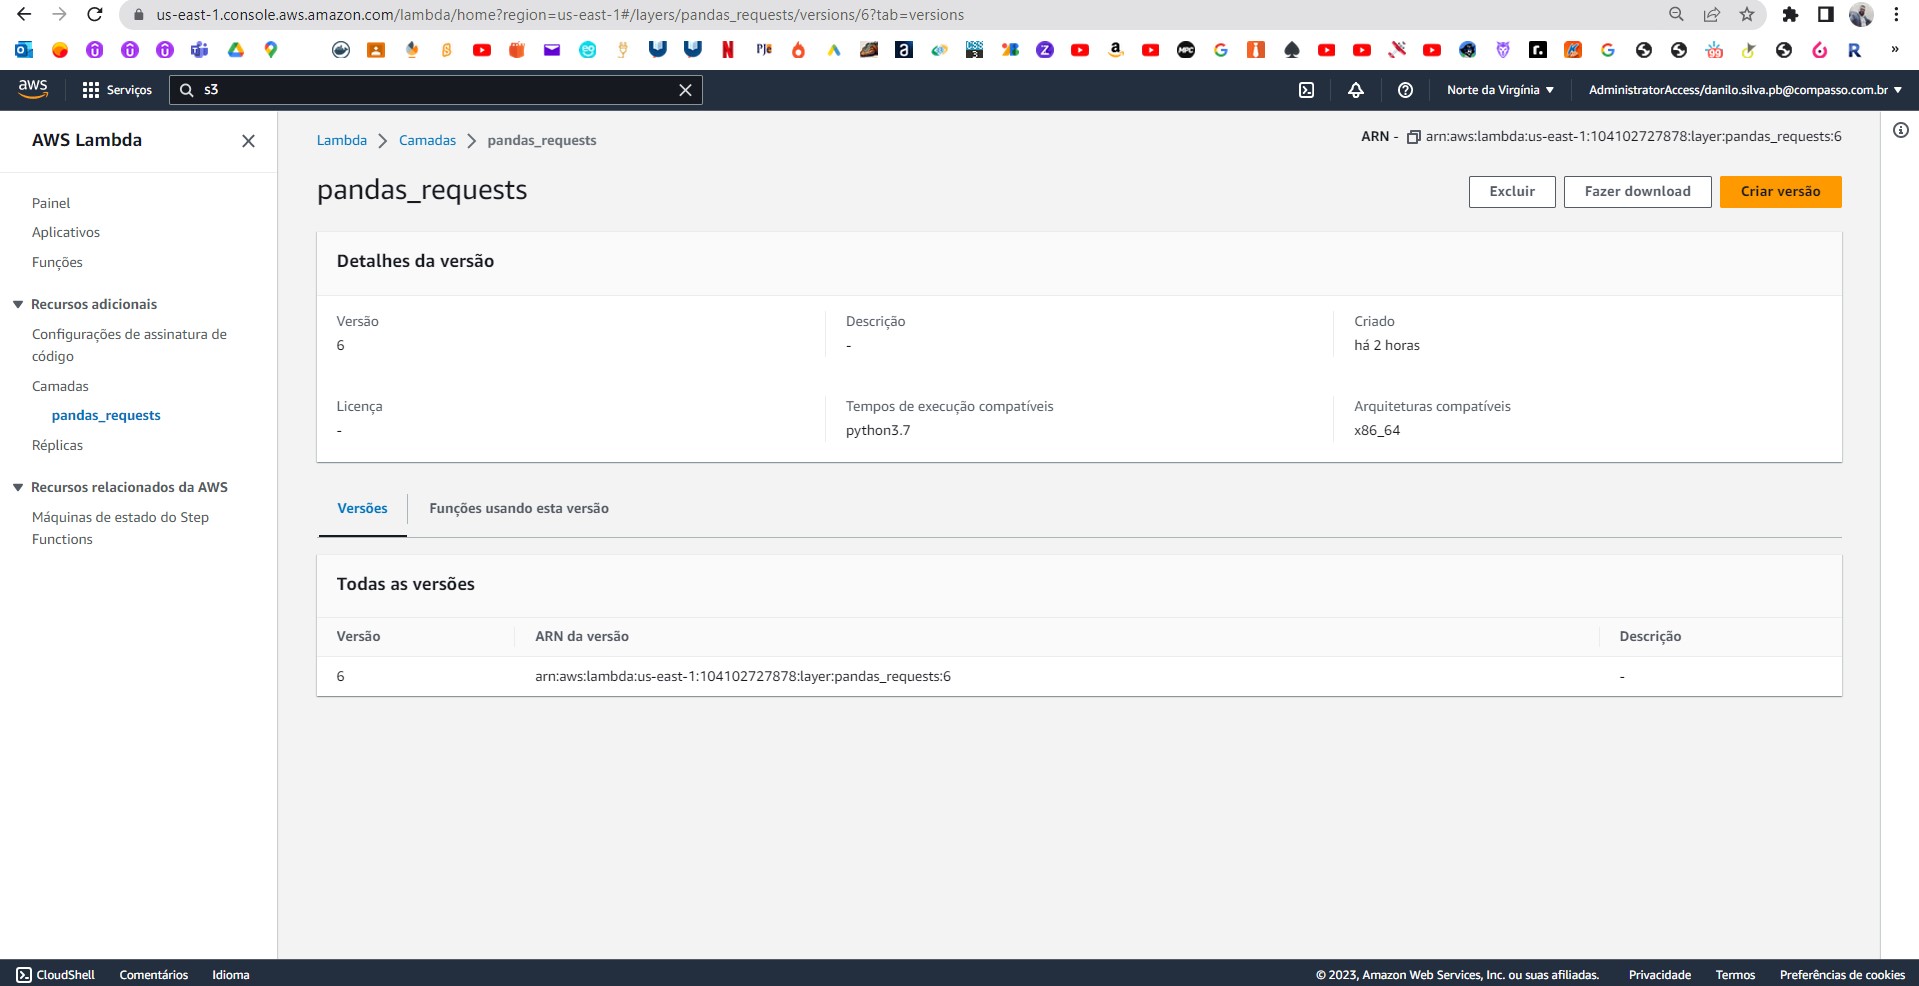 us-east-1.console.aws.amazon.com/lambda/home?region=us-east-1#/layers/pandas_requests/versions/6?tab=versions
aws
Serviços
s3
Norte da Virgínia
AdministratorAccess/danilo.silva.pb@compasso.com.br
AWS Lambda
Painel
Aplicativos
Funções
Recursos adicionais
Configurações de assinatura de
código
Camadas
pandas_requests
Réplicas
Recursos relacionados da AWS
Máquinas de estado do Step
Functions
Lambda
Camadas
pandas_requests
ARN - arn:aws:lambda:us-east-1:104102727878:layer:pandas_requests:6
pandas_requests
Excluir
Fazer download
Criar versão
Detalhes da versão
Versão
6
Descrição
-
Criado
há 2 horas
Licença
-
Tempos de execução compatíveis
python3.7
Arquiteturas compatíveis
x86_64
Versões
Funções usando esta versão
Todas as versões
Versão
ARN da versão
Descrição
6
arn:aws:lambda:us-east-1:104102727878:layer:pandas_requests:6
-
CloudShell
Comentários
Idioma
© 2023, Amazon Web Services, Inc. ou suas afiliadas.
Privacidade
Termos
Preferências de cookies